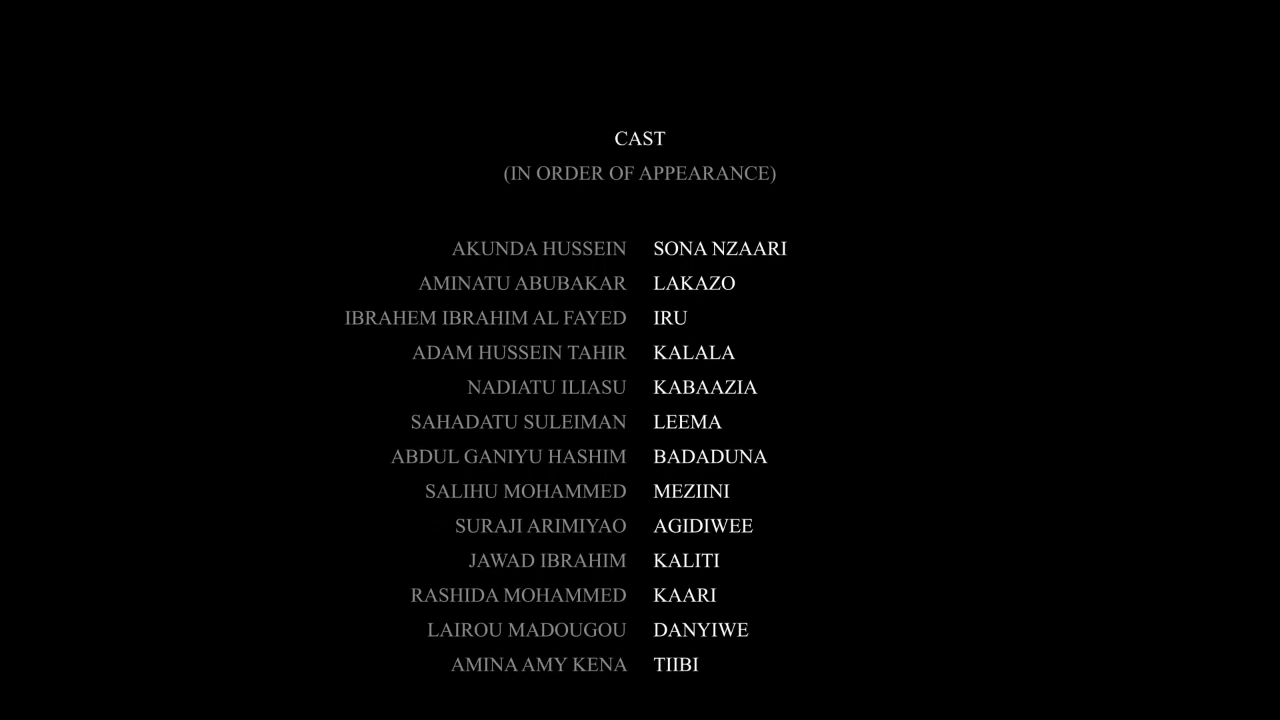 CAST
(IN ORDER OF APPEARANCE)
AKUNDA HUSSEIN SONA NZAARI
AMINATU ABUBAKAR LAKAZO
IBRAHEM IBRAHIM AL FAYED IRU
ADAM HUSSEIN TAHIR KALALA
NADIATU ILIASU KABAAZIA
SAHADATU SULEIMAN LEEMA
ABDUL GANIYU HASHIM BADADUNA
SALIHU MOHAMMED MEZIINI
SURAJI ARIMIYAO AGIDIWEE
JAWAD IBRAHIM KALITI
RASHIDA MOHAMMED KAARI
LAIROU MADOUGOU DANYIWE
AMINA AMY KENA TIIBI